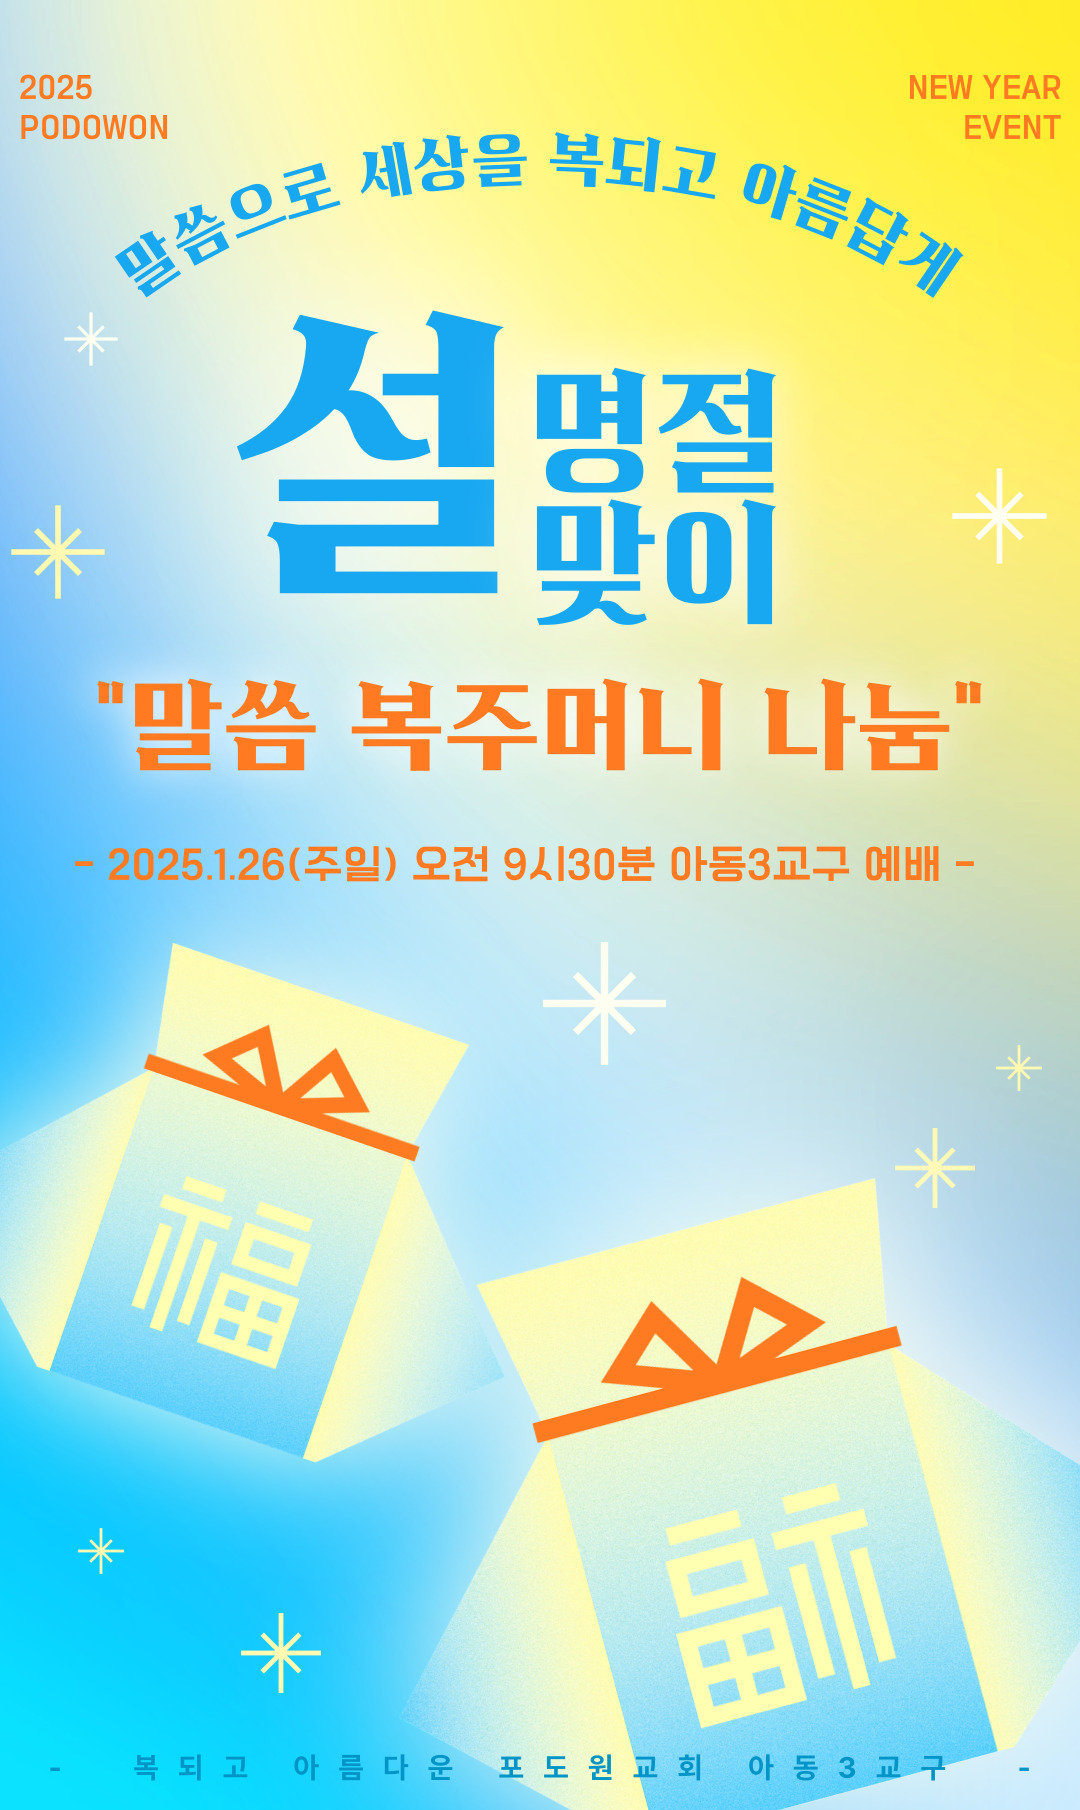 2025
PODOWON
NEW YEAR
EVENT
말씀으로 세상을 복되고 아름답게
설
명절
맞이
"말씀 복주머니 나눔"
- 2025.1.26(주일) 오전 9시30분 아동3교구 예배 -
福
福
- 복되고 아름다운 포도원교회 아동3교구 -